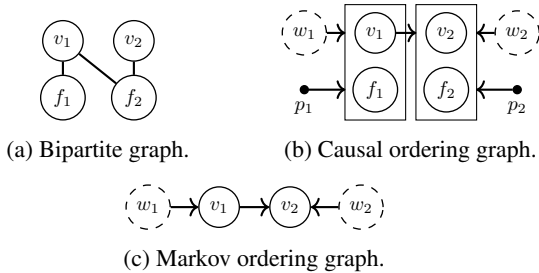 v1 v2
f1 f2
(a) Bipartite graph.
w1 v1 v2 w2
p1 f1 f2 p2
(b) Causal ordering graph.
w1 v1 v2 w2
(c) Markov ordering graph.